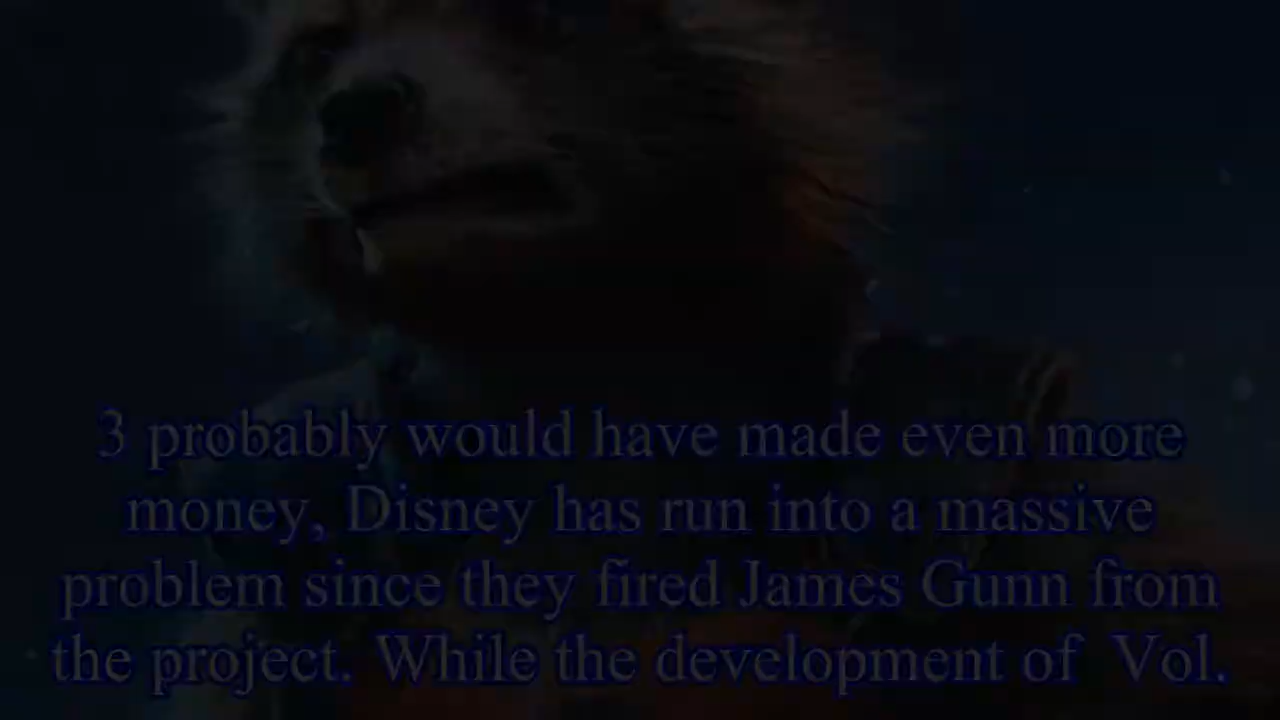 3 probably would have made even more
money, Disney has run into a massive
problem since they fired James Gunn from
the project. While the development of  Vol.